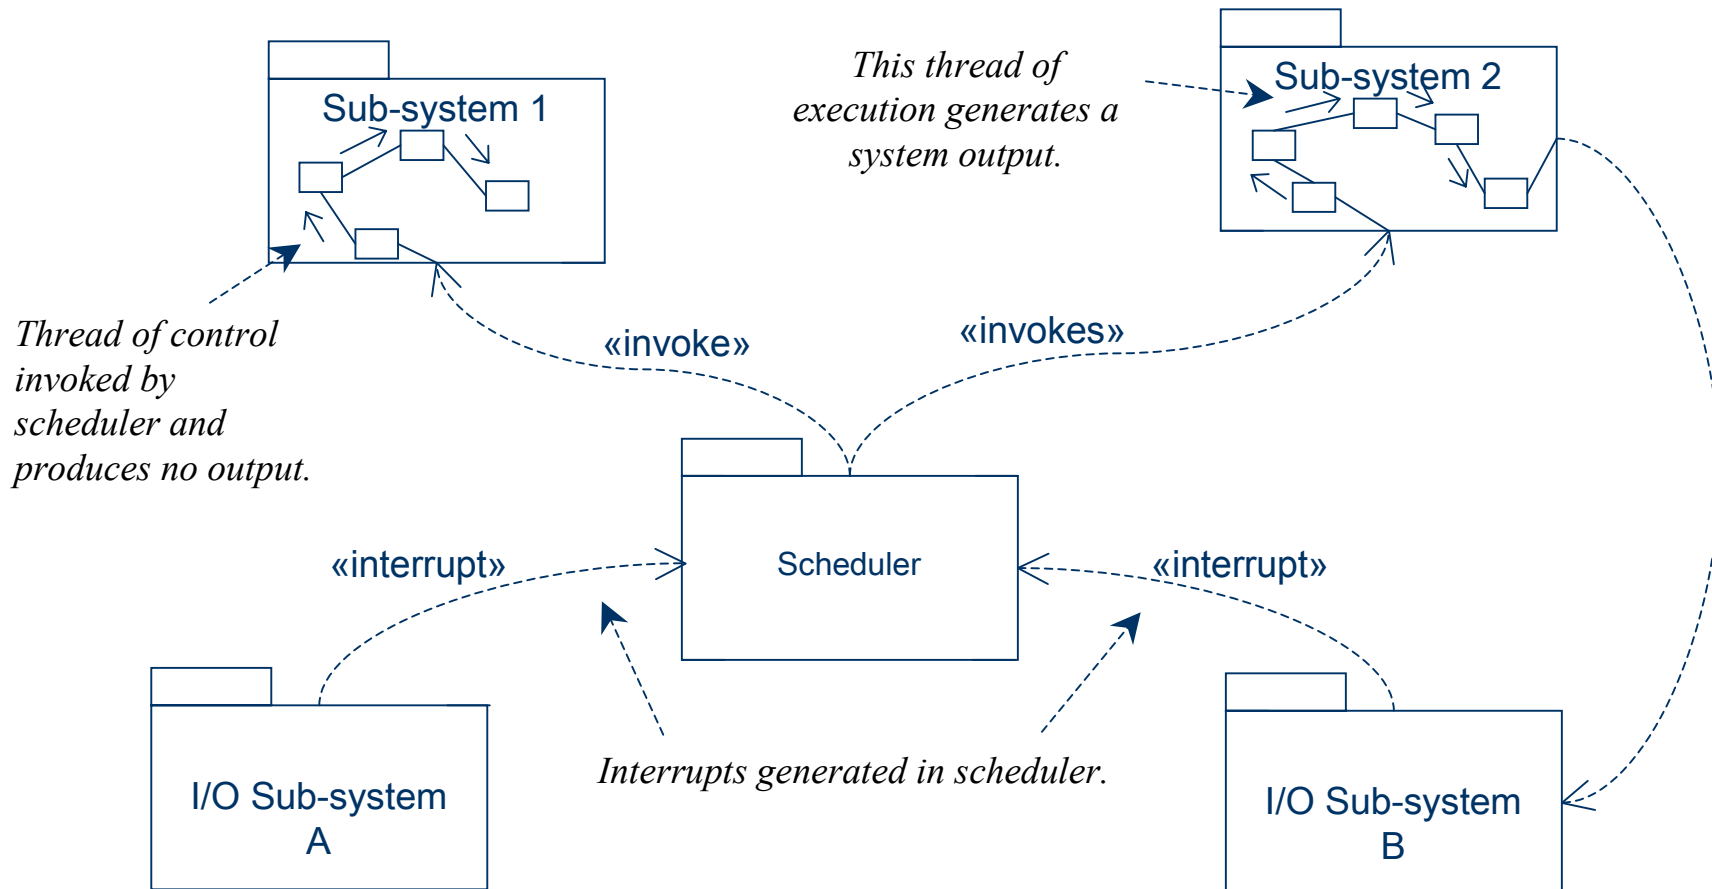 Sub-system 1
This thread of
execution generates a
system output.
Sub-system 2
Thread of control
invoked by
scheduler and
produces no output.
«invoke»
«invokes»
«interrupt»
Scheduler
«interrupt»
Interrupts generated in scheduler.
I/O Sub-system
A
I/O Sub-system
B